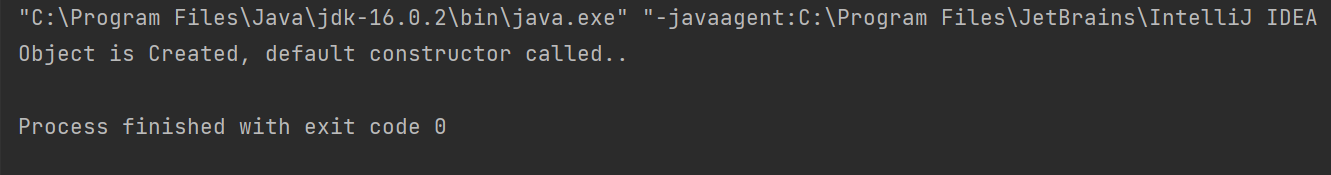 "C:\Program Files\Java\jdk-16.0.2\bin\java.exe" "-javaagent:C:\Program Files\JetBrains\IntelliJ IDEA
Object is Created, default constructor called..
Process finished with exit code 0